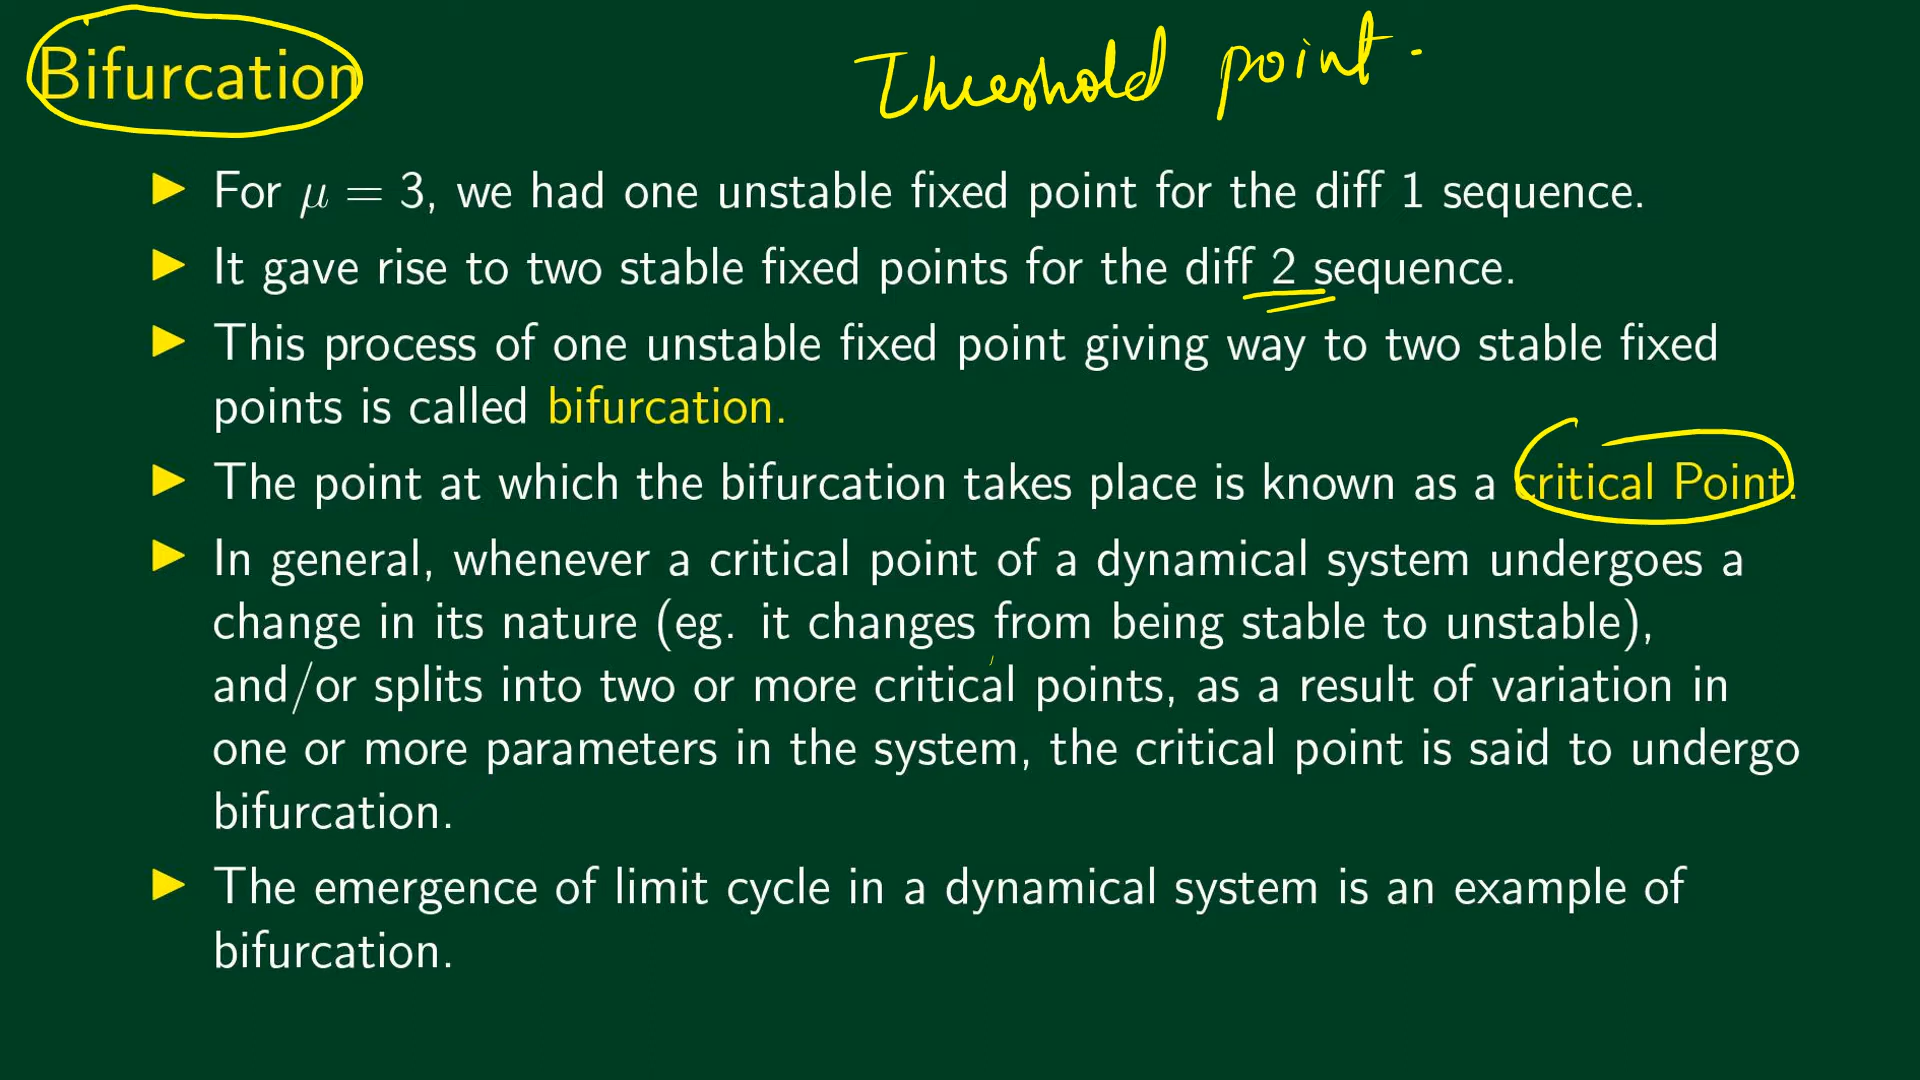 Bifurcation
Threshold point.
▶ For μ = 3, we had one unstable fixed point for the diff 1 sequence.
▶ It gave rise to two stable fixed points for the diff 2 sequence.
▶ This process of one unstable fixed point giving way to two stable fixed
points is called bifurcation.
▶ The point at which the bifurcation takes place is known as a critical Point.
▶ In general, whenever a critical point of a dynamical system undergoes a
change in its nature (eg. it changes from being stable to unstable),
and/or splits into two or more critical points, as a result of variation in
one or more parameters in the system, the critical point is said to undergo
bifurcation.
▶ The emergence of limit cycle in a dynamical system is an example of
bifurcation.